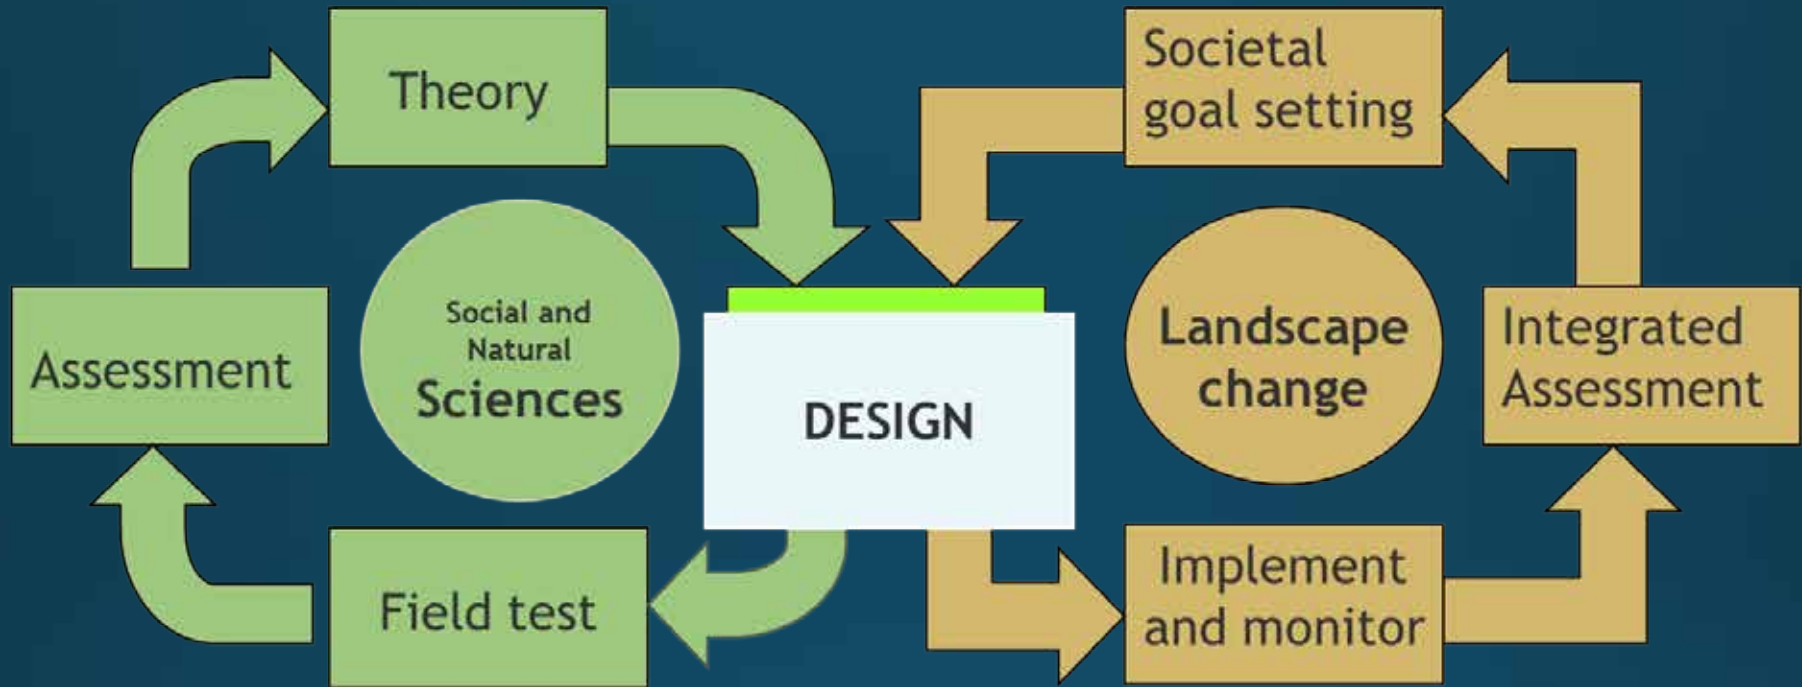 Theory
Societal
goal setting
Social and
Natural
Sciences
Assessment
DESIGN
Landscape
change
Integrated
Assessment
Field test
Implement
and monitor